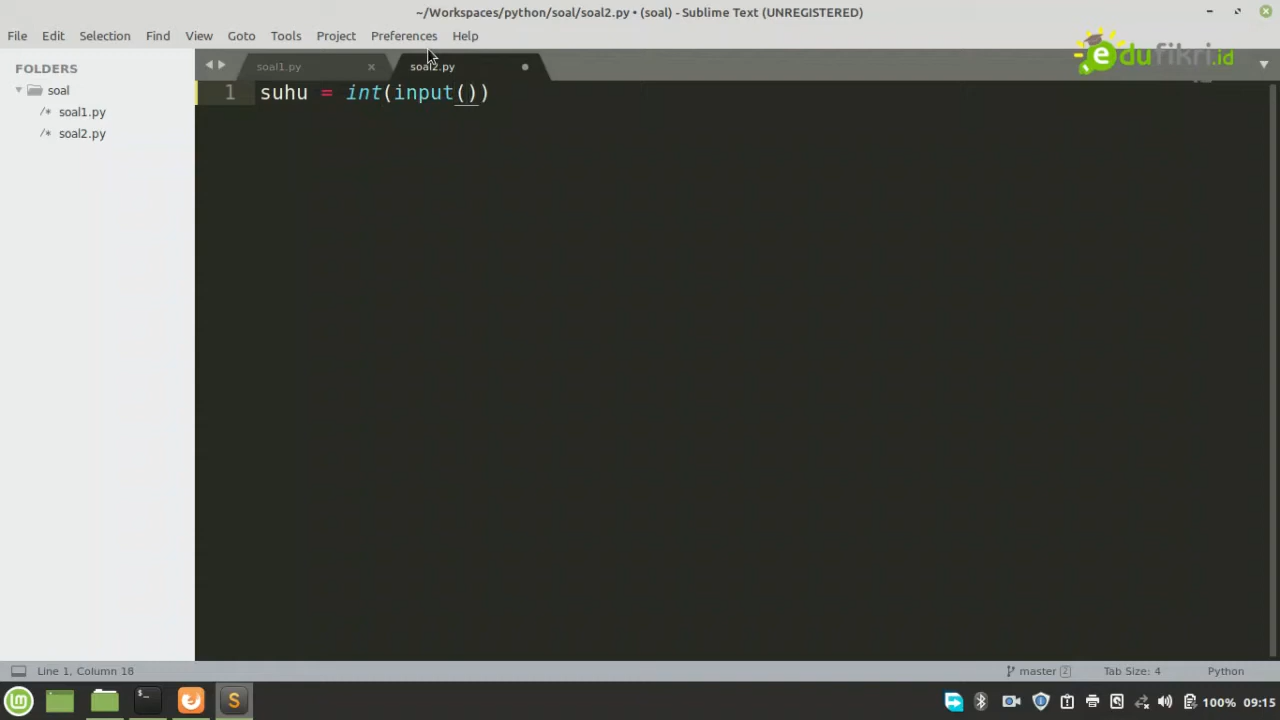 ~/Workspaces/python/soal/soal2.py • (soal) - Sublime Text (UNREGISTERED)
File Edit Selection Find View Goto Tools Project Preferences Help
edufikri.id
FOLDERS
soal
/* soal1.py
/* soal2.py
soal1.py
soal2.py
1 suhu = int(input())
Line 1, Column 18
master 2
Tab Size: 4
Python
100% 09:15